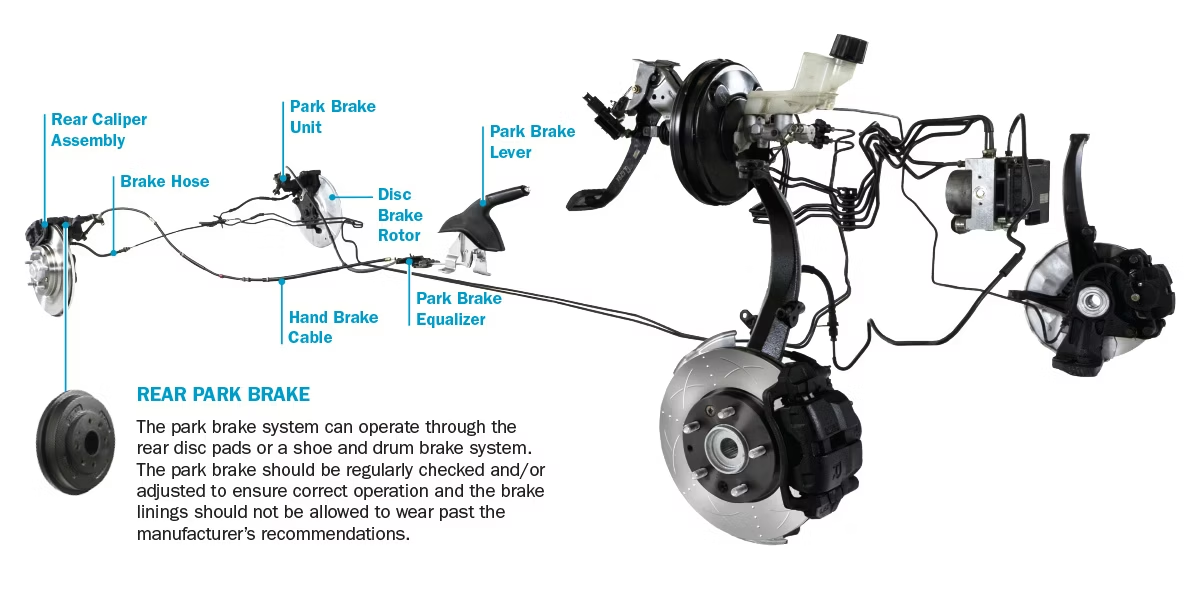 Rear Caliper
Assembly
Brake Hose
Park Brake
Unit
Disc
Brake
Rotor
Park Brake
Lever
Hand Brake
Cable
Park Brake
Equalizer
REAR PARK BRAKE
The park brake system can operate through the
rear disc pads or a shoe and drum brake system.
The park brake should be regularly checked and/or
adjusted to ensure correct operation and the brake
linings should not be allowed to wear past the
manufacturer's recommendations.